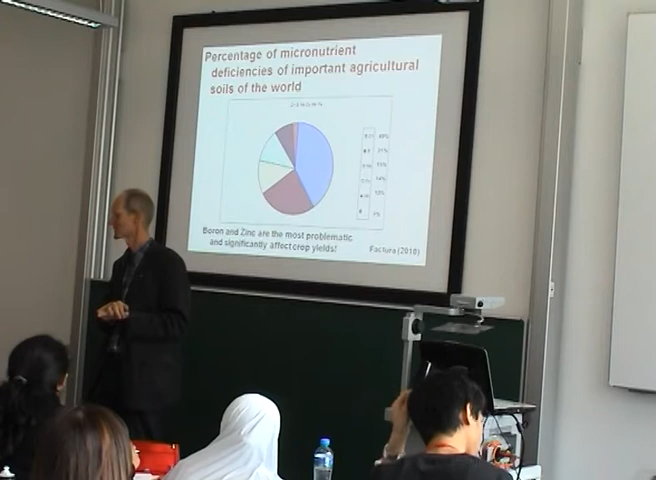 Percentage of micronutrient
deficiencies of important agricultural
soils of the world
Boron and Zinc are the most problematic
and significantly affect crop yields!
Factura (2010)